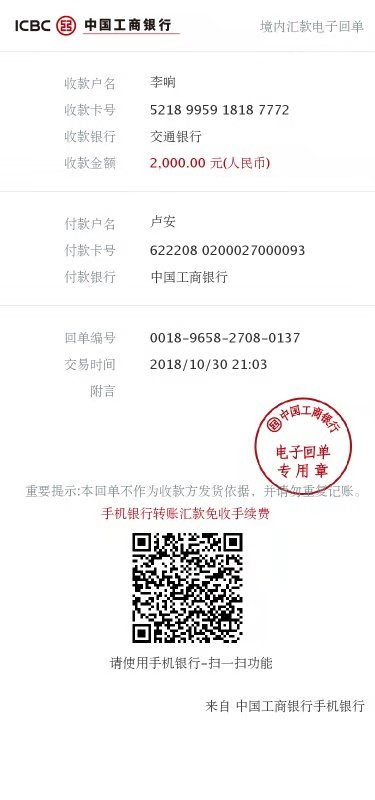 ICBC 中国工商银行 境内汇款电子回单
收款户名 李响
收款卡号 5218 9959 1818 7772
收款银行 交通银行
收款金额 2,000.00 元(人民币)
付款户名 卢安
付款卡号 622208 0200027000093
付款银行 中国工商银行
回单编号 0018-9658-2708-0137
交易时间 2018/10/30 21:03
附言
中国工商银行
电子回单
专用章
重要提示:本回单不作为收款方发货依据，并请勿重复记账。
手机银行转账汇款免收手续费
请使用手机银行-扫一扫功能
来自 中国工商银行手机银行